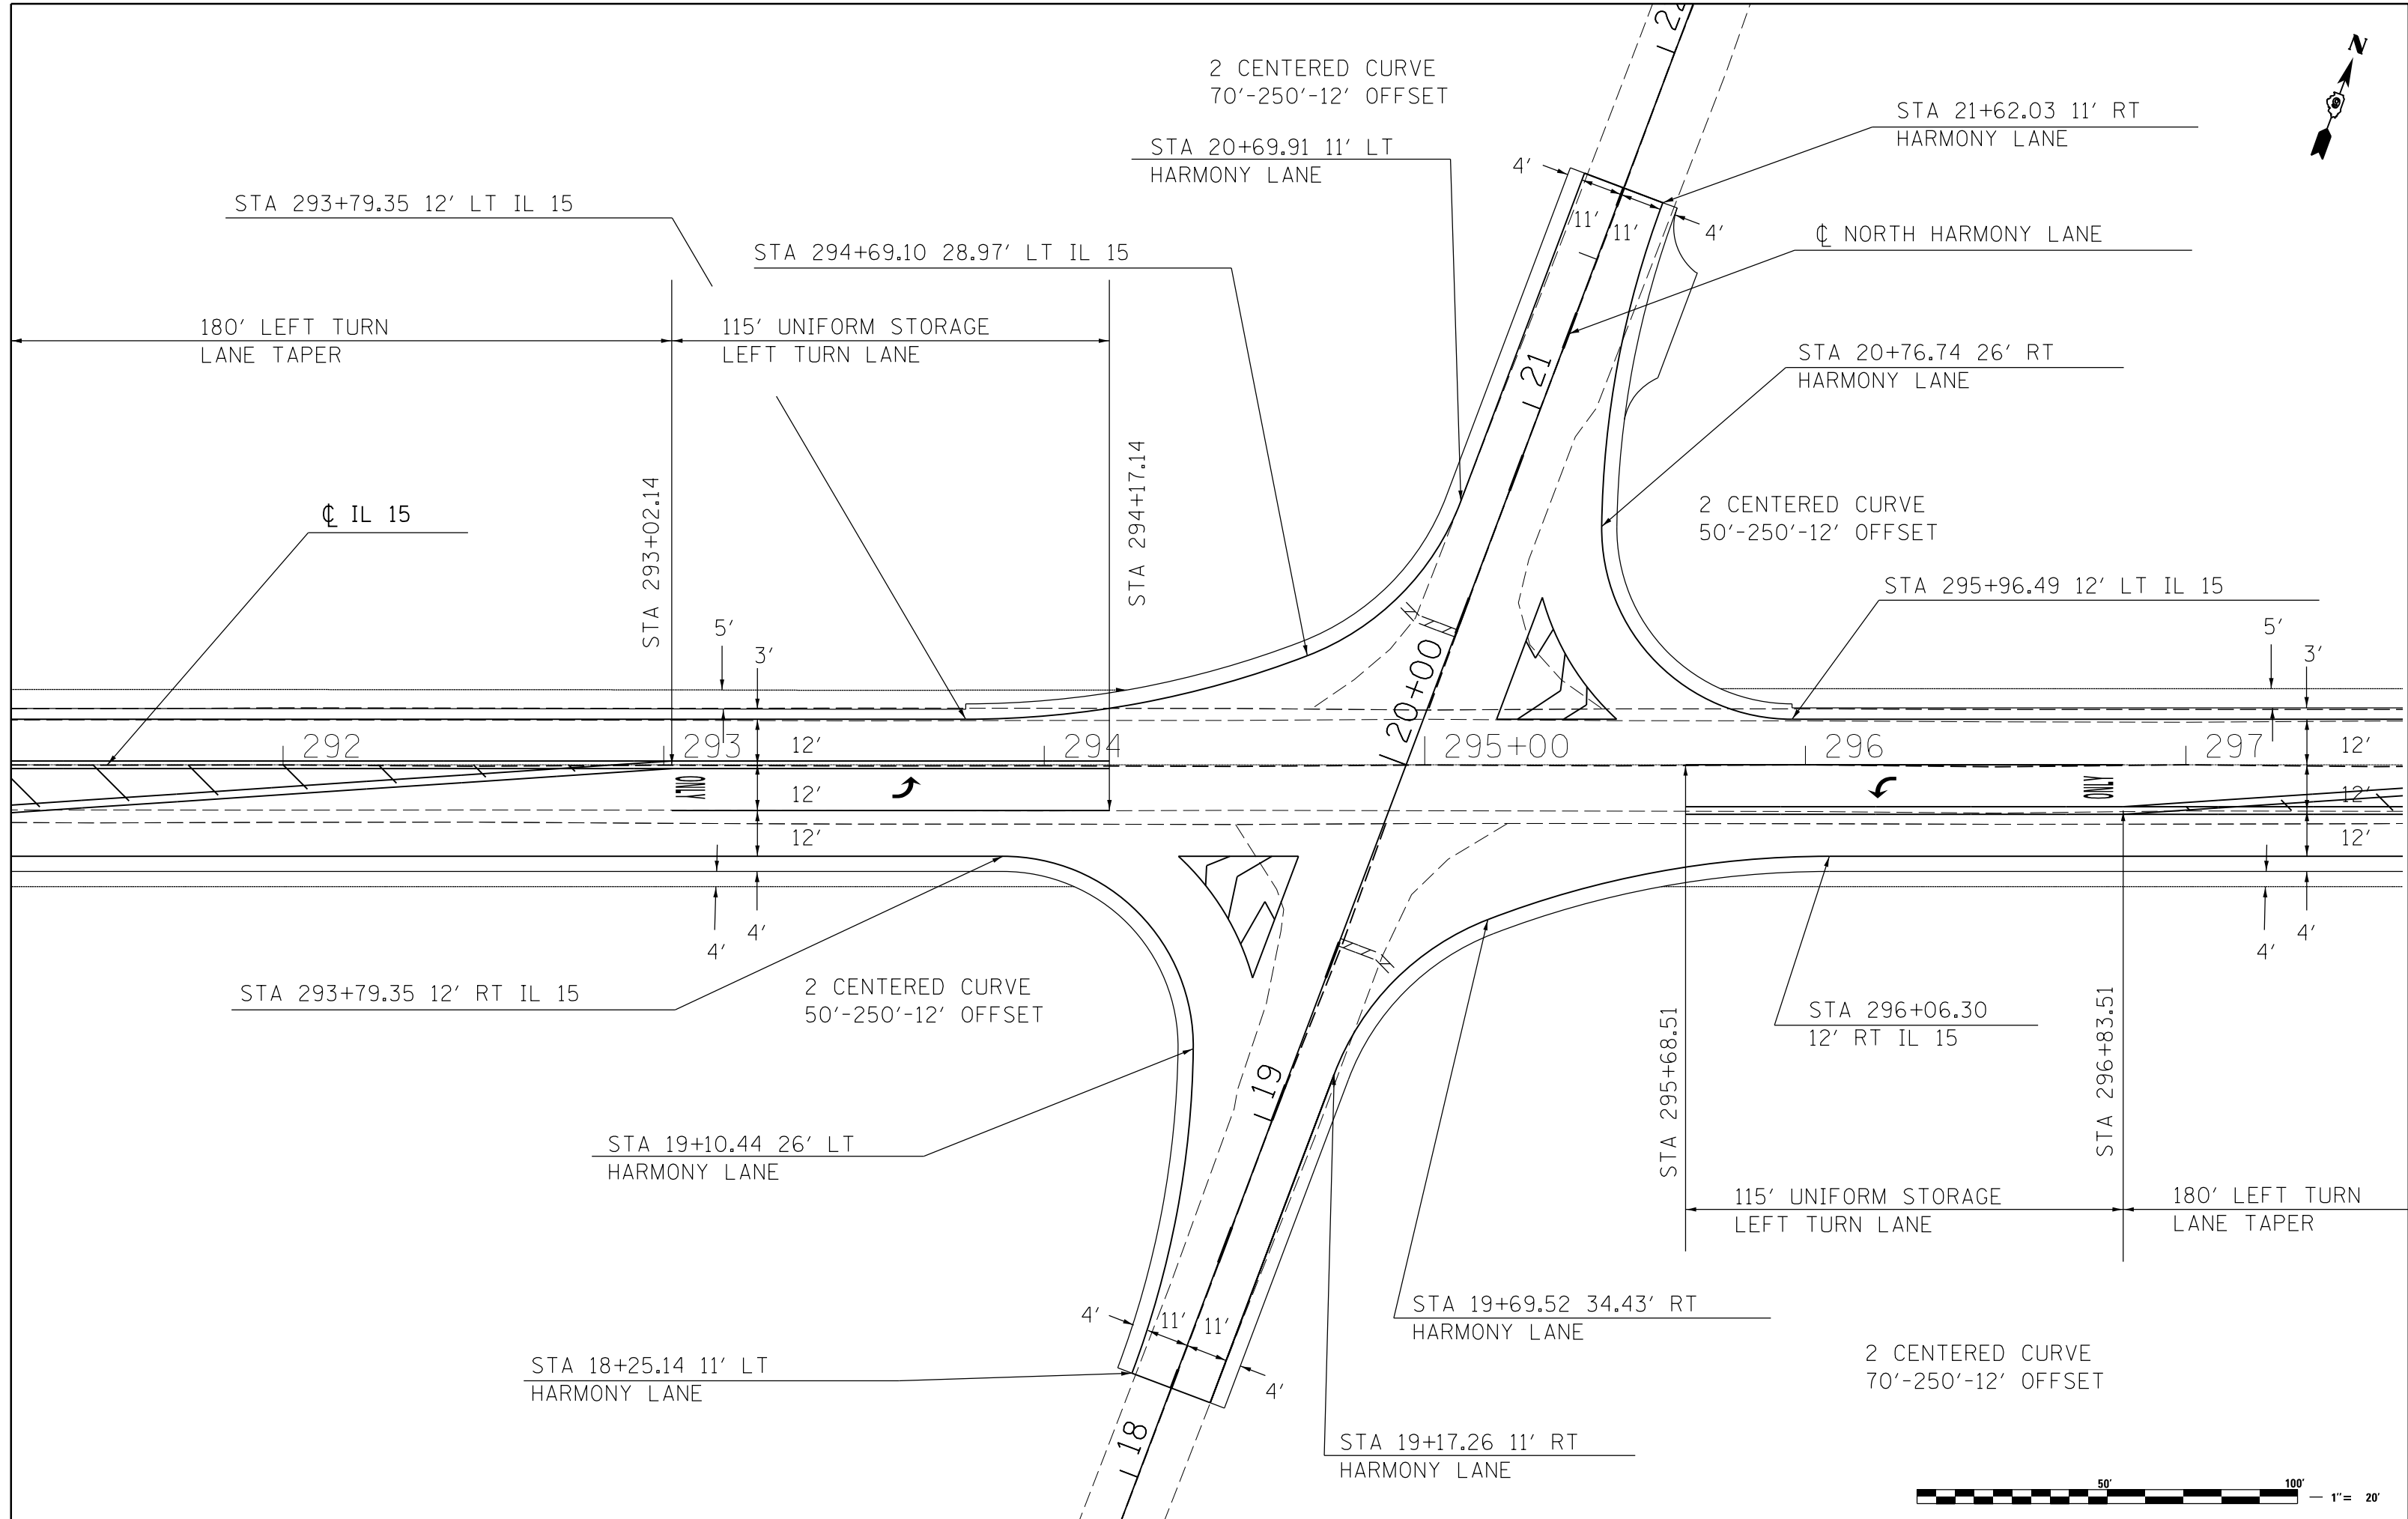 N
2 CENTERED CURVE
70'-250'-12' OFFSET
STA 21+62.03 11' RT
HARMONY LANE
STA 20+69.91 11' LT
HARMONY LANE
4'
11'
11'
4'
STA 293+79.35 12' LT IL 15
STA 294+69.10 28.97' LT IL 15
℄ NORTH HARMONY LANE
180' LEFT TURN
LANE TAPER
115' UNIFORM STORAGE
LEFT TURN LANE
21
STA 20+76.74 26' RT
HARMONY LANE
℄ IL 15
STA 293+02.14
STA 294+17.14
2 CENTERED CURVE
50'-250'-12' OFFSET
STA 295+96.49 12' LT IL 15
5'
3'
5'
3'
20+00
292
293
294
295+00
296
297
12'
12'
12'
12'
12'
12'
ONLY
ONLY
4'
4'
4'
4'
STA 293+79.35 12' RT IL 15
2 CENTERED CURVE
50'-250'-12' OFFSET
STA 296+06.30
12' RT IL 15
STA 295+68.51
STA 296+83.51
19
STA 19+10.44 26' LT
HARMONY LANE
115' UNIFORM STORAGE
LEFT TURN LANE
180' LEFT TURN
LANE TAPER
4'
11'
11'
4'
STA 19+69.52 34.43' RT
HARMONY LANE
STA 18+25.14 11' LT
HARMONY LANE
2 CENTERED CURVE
70'-250'-12' OFFSET
18
STA 19+17.26 11' RT
HARMONY LANE
50'
100'
1"= 20'